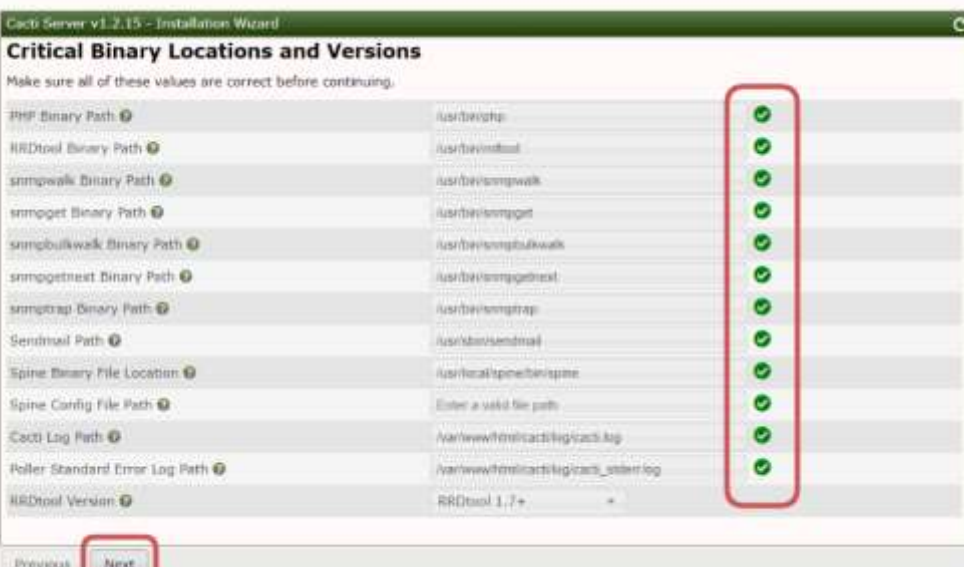 Cacti Server v1.2.15 - Installation Wizard
Critical Binary Locations and Versions
Make sure all of these values are correct before continuing.
PHP Binary Path /usr/bin/php
RRDtool Binary Path /usr/bin/rrdtool
snmpwalk Binary Path /usr/bin/snmpwalk
snmpget Binary Path /usr/bin/snmpget
snmpbulkwalk Binary Path /usr/bin/snmpbulkwalk
snmpgetnext Binary Path /usr/bin/snmpgetnext
snmptrap Binary Path /usr/bin/snmptrap
Sendmail Path /usr/sbin/sendmail
Spine Binary File Location /usr/local/spine/bin/spine
Spine Config File Path Enter a valid file path
Cacti Log Path /var/www/html/cacti/log/cacti.log
Poller Standard Error Log Path /var/www/html/cacti/log/cacti_stderr.log
RRDtool Version RRDtool 1.7+
Previous Next